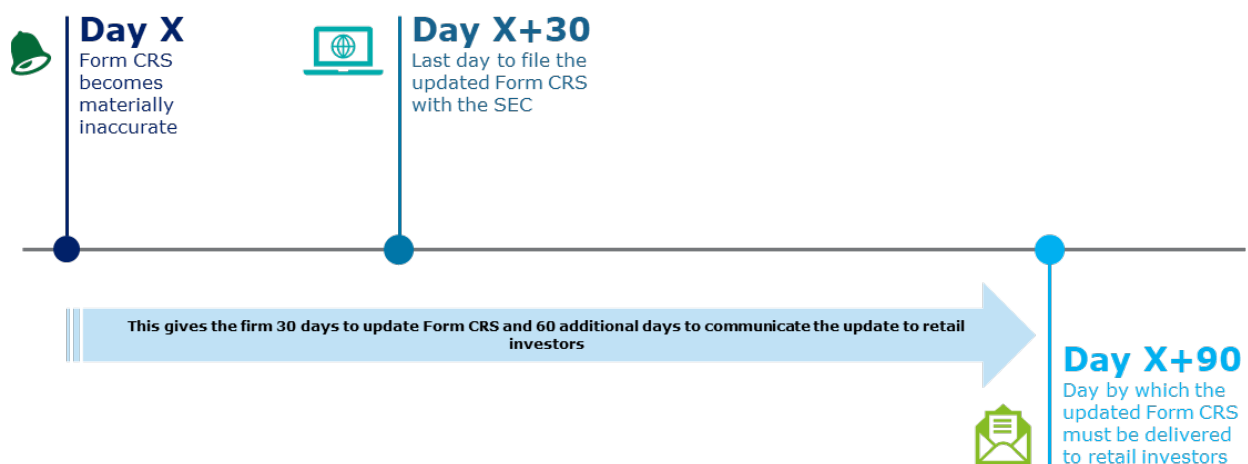 Day X
Form CRS
becomes
materially
inaccurate
Day X+30
Last day to file the
updated Form CRS
with the SEC
This gives the firm 30 days to update Form CRS and 60 additional days to communicate the update to retail
investors
Day X+90
Day by which the
updated Form CRS
must be delivered
to retail investors